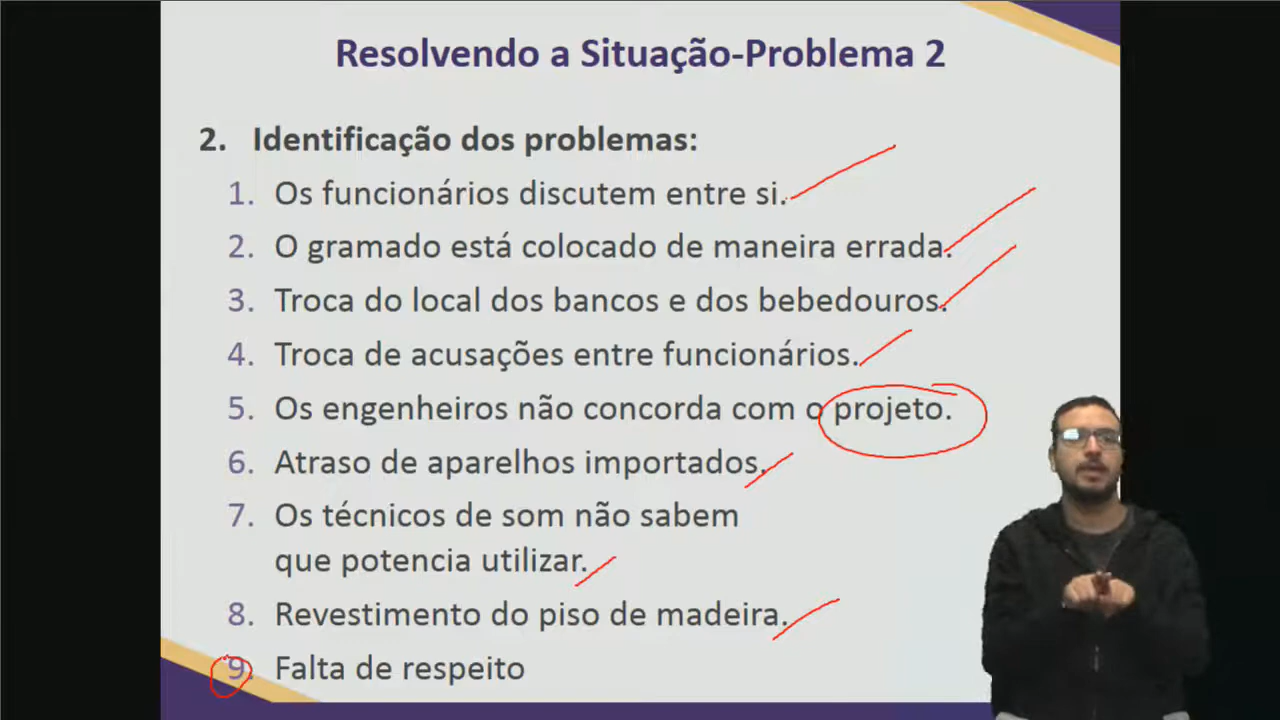 Resolvendo a Situação-Problema 2
2. Identificação dos problemas:
1. Os funcionários discutem entre si.
2. O gramado está colocado de maneira errada.
3. Troca do local dos bancos e dos bebedouros.
4. Troca de acusações entre funcionários.
5. Os engenheiros não concorda com o projeto.
6. Atraso de aparelhos importados.
7. Os técnicos de som não sabem
que potencia utilizar.
8. Revestimento do piso de madeira.
9. Falta de respeito